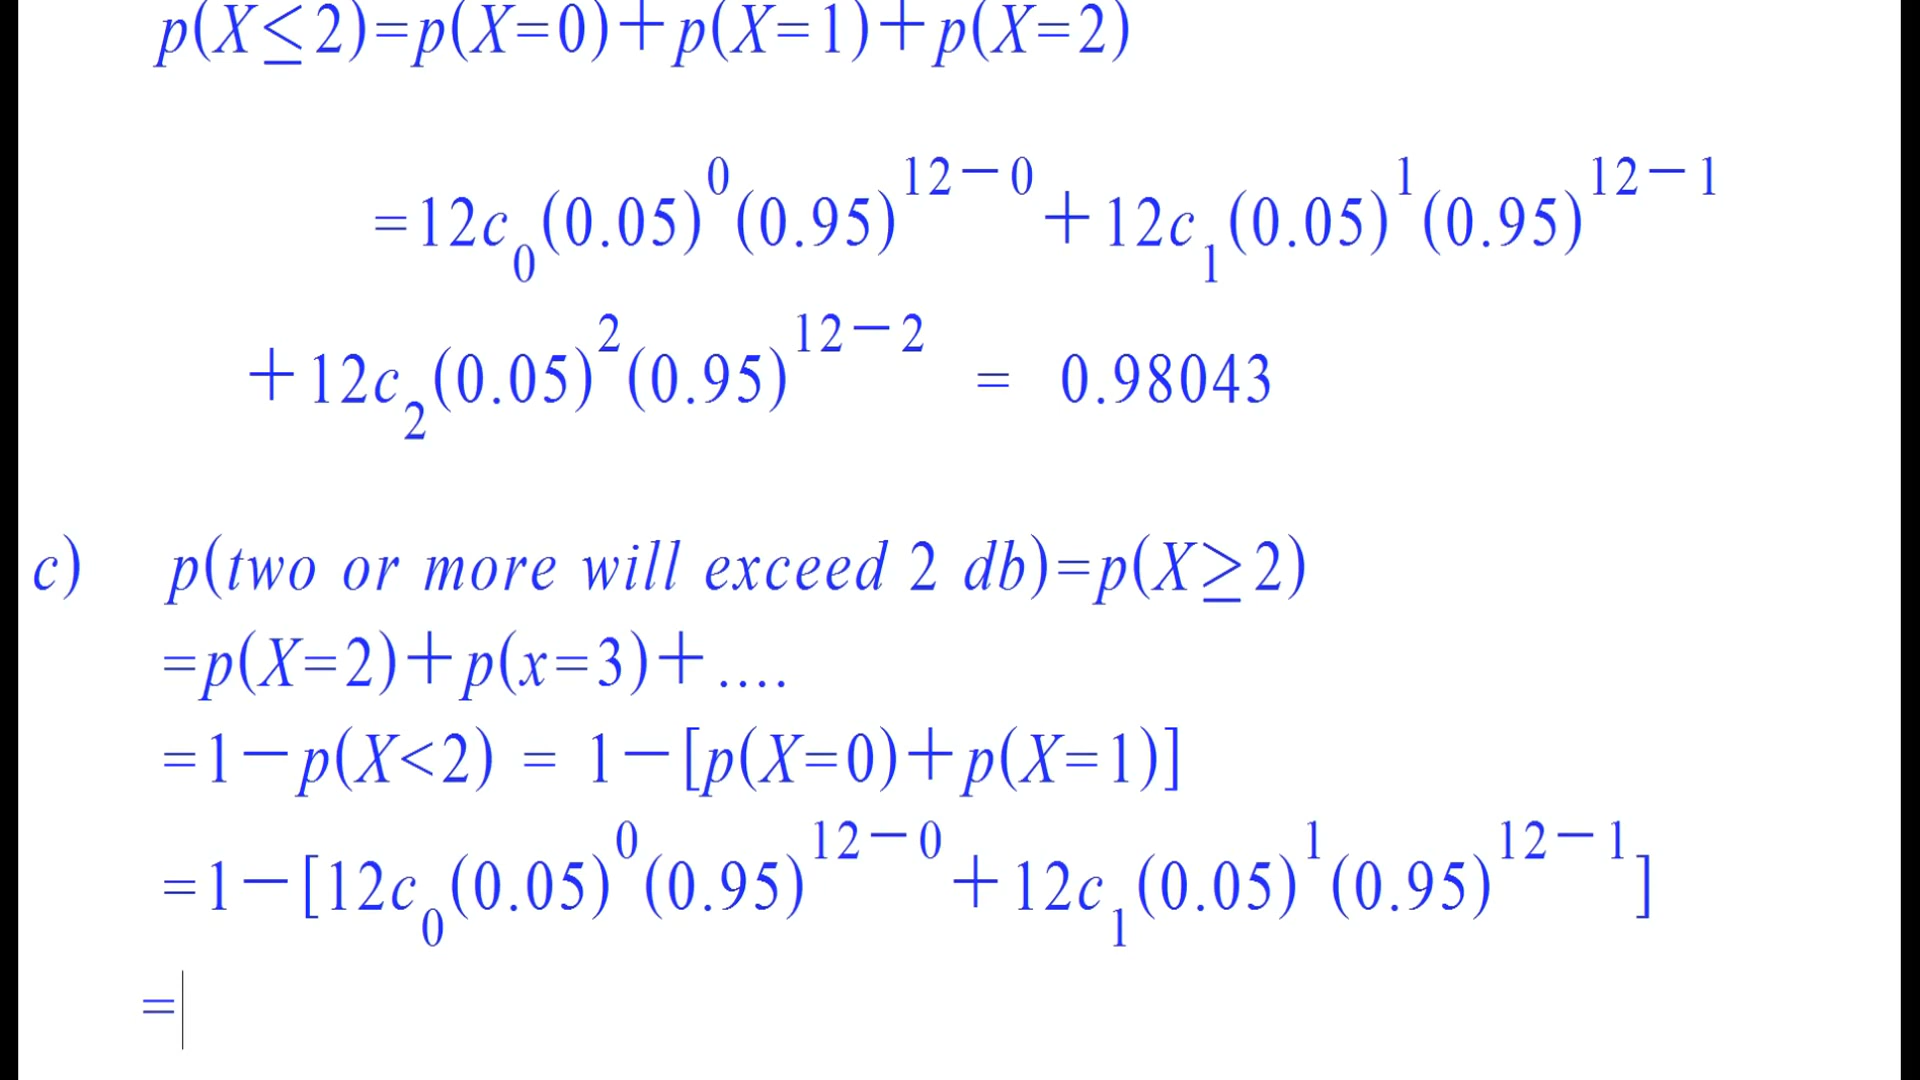 p(X≤2)=p(X=0)+p(X=1)+p(X=2)
=12c₀(0.05)⁰(0.95)¹²⁻⁰+12c₁(0.05)¹(0.95)¹²⁻¹
+12c₂(0.05)²(0.95)¹²⁻² = 0.98043
c) p(two or more will exceed 2 db)=p(X≥2)
=p(X=2)+p(x=3)+....
=1−p(X<2) = 1−[p(X=0)+p(X=1)]
=1−[12c₀(0.05)⁰(0.95)¹²⁻⁰+12c₁(0.05)¹(0.95)¹²⁻¹]
=